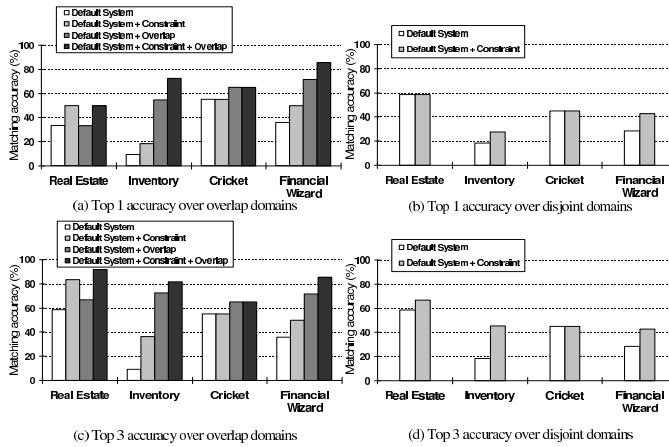 Default System
Default System + Constraint
Default System + Overlap
Default System + Constraint + Overlap
Matching accuracy (%)
100
80
60
40
20
0
Real Estate
Inventory
Cricket
Financial
Wizard
(a) Top 1 accuracy over overlap domains
Default System
Default System + Constraint
Matching accuracy (%)
100
80
60
40
20
0
Real Estate
Inventory
Cricket
Financial
Wizard
(b) Top 1 accuracy over disjoint domains
Default System
Default System + Constraint
Default System + Overlap
Default System + Constraint + Overlap
Matching accuracy (%)
100
80
60
40
20
0
Real Estate
Inventory
Cricket
Financial
Wizard
(c) Top 3 accuracy over overlap domains
Default System
Default System + Constraint
Matching accuracy (%)
100
80
60
40
20
0
Real Estate
Inventory
Cricket
Financial
Wizard
(d) Top 3 accuracy over disjoint domains